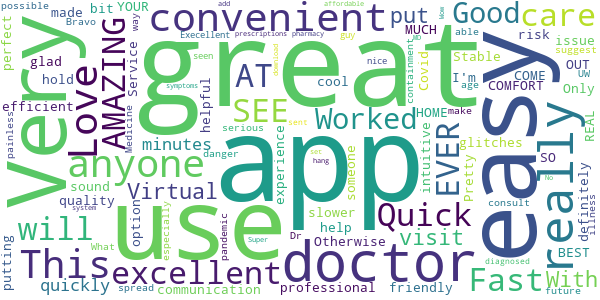 possible
Bravo
made
bit
YOUR
way
convenient
put
Good
care
add
affordable
Execellent
guy
prescriptions
pharmacy
Wow
able
perfect
glad
hold
Service
seen
cool
nice
MUCH
Covid
to
containment
Stable
I'm
age
risk
COME
COMFORT
OUT
UW
issue
suggest
Only
very
Love
AMAZING
great
AT
SEE
Worked
HOME
make
easy
really
SO
REAL
BEST
illness
definitely
efficient
painless
Medicine
helpful
minutes
serious
symptoms
download
sent
app
hang
set
experience
someone
intuitive
EVER
glitches
Pretty
consult
No
anyone
sound
danger
Virtual
quality
option
use
slower
help
Quick
will
visit
diagnosed
This
especially
pandemic
Dr
Otherwise
doctor
Fast
With
putting
quickly
system
What
spread
excellent
communication
Super
professional
friendly
future